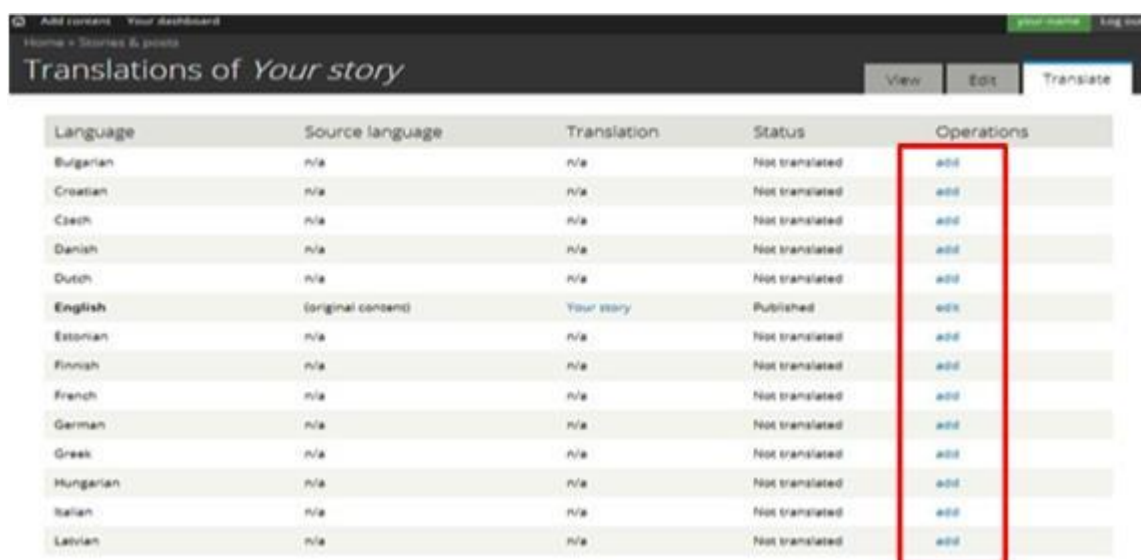 Add content Your dashboard your name Log out
Home » Stories & posts
Translations of Your story
View Edit Translate
Language Source language Translation Status Operations
Bulgarian n/a n/a Not translated add
Croatian n/a n/a Not translated add
Czech n/a n/a Not translated add
Danish n/a n/a Not translated add
Dutch n/a n/a Not translated add
English (original content) Your story Published edit
Estonian n/a n/a Not translated add
Finnish n/a n/a Not translated add
French n/a n/a Not translated add
German n/a n/a Not translated add
Greek n/a n/a Not translated add
Hungarian n/a n/a Not translated add
Italian n/a n/a Not translated add
Latvian n/a n/a Not translated add